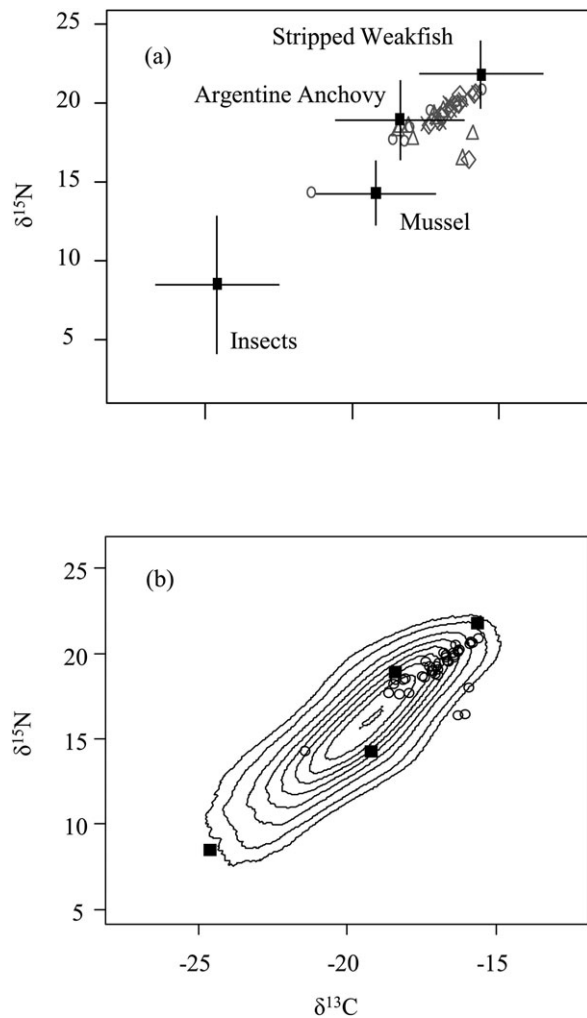 25
(a)
Stripped Weakfish
20
Argentine Anchovy
15
Mussel
10
Insects
5
δ15N
25
(b)
20
15
10
5
δ15N
-25 -20 -15
δ13C